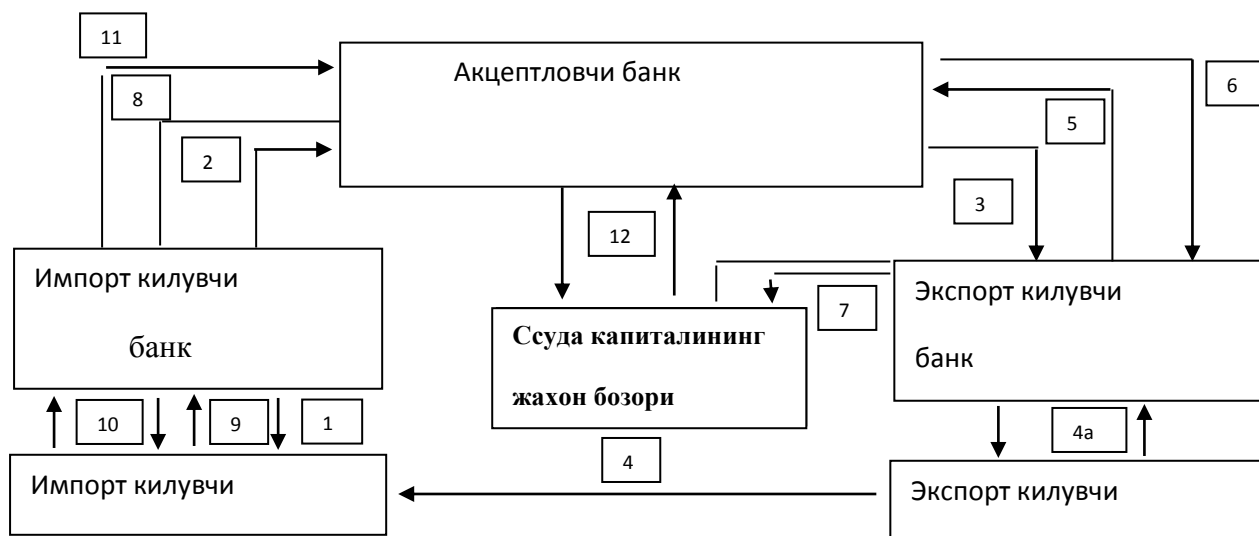 11
Акцептловчи банк
6
8
5
2
3
12
Импорт килувчи
банк
Экспорт килувчи
банк
7
Ссуда капиталининг
жахон бозори
10
9
1
4а
4
Импорт килувчи
Экспорт килувчи